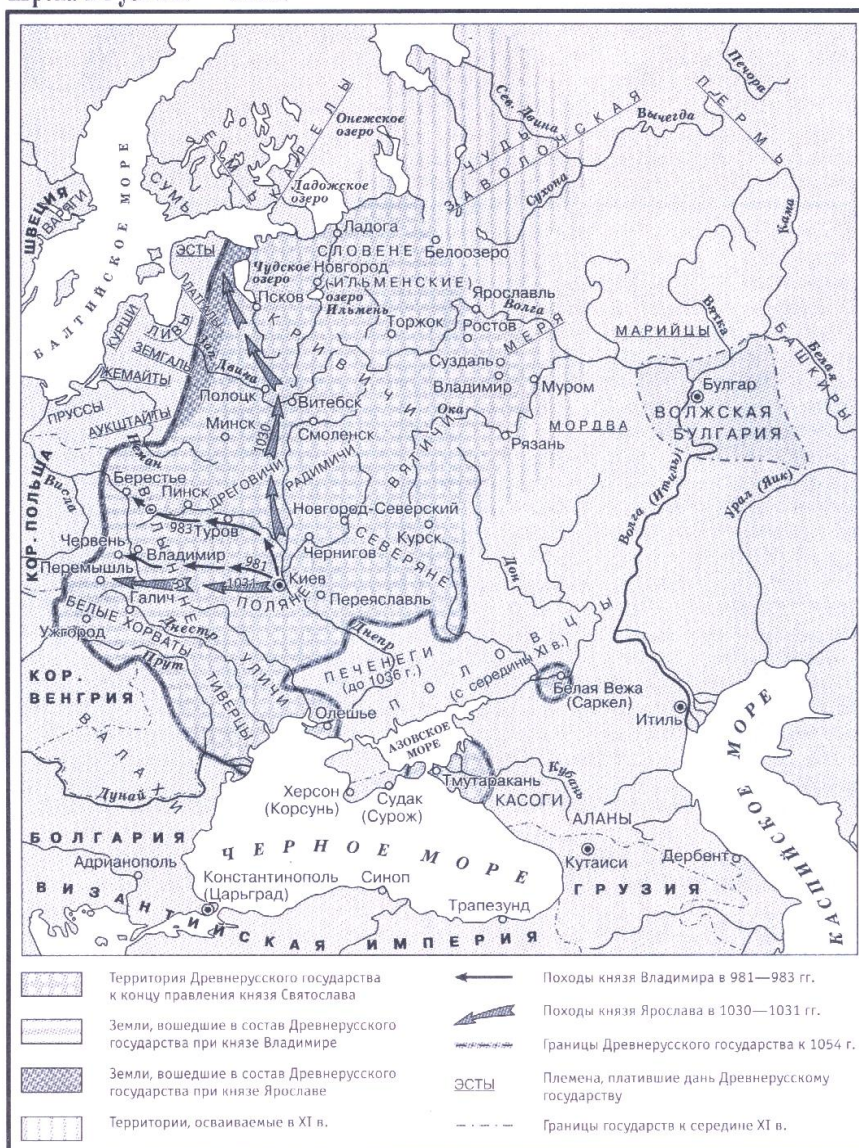 Печора
Сев. Двина
Вычегда
ПЕРМЬ
ЧУДЬ
ЗАВОЛОЧСКАЯ
Сухона
Онежское
озеро
КАРЕЛЫ
Ладожское
озеро
СУМЬ
ШВЕЦИЯ
ВАРЯГИ
БАЛТИЙСКОЕ МОРЕ
Кама
Ладога
СЛОВЕНЕ
Белоозеро
ЭСТЫ
Чудское
озеро
Новгород
(ИЛЬМЕНСКИЕ)
озеро
Ильмень
Псков
Ярославль
Волга
Вятка
Торжок
Ростов
МЕРЯ
МАРИЙЦЫ
Белая
БАШКИРЫ
КУРШИ
ЛИВЫ
ЗЕМГАЛЫ
ЖЕМАЙТЫ
Зап. Двина
КРИВИЧИ
Суздаль
Владимир
Муром
Булгар
ВОЛЖСКАЯ
БУЛГАРИЯ
ПРУССЫ
АУКШТАЙТЫ
Полоцк
Витебск
Ока
МОРДВА
Минск
Смоленск
Рязань
ВЯТИЧИ
1030
Неман
КОР. ПОЛЬША
Висла
Берестье
Пинск
ДРЕГОВИЧИ
РАДИМИЧИ
Волга (Итиль)
Урал (Яик)
983
Туров
Новгород-Северский
Курск
СЕВЕРЯНЕ
ВОЛЫНЯНЕ
Червень
Владимир
981
Чернигов
Дон
Перемышль
1031
Киев
ПОЛЯНЕ
Переяславль
Галич
БЕЛЫЕ ХОРВАТЫ
Днестр
Днепр
Ужгород
Прут
УЛИЧИ
ТИВЕРЦЫ
ПЕЧЕНЕГИ
(до 1036 г.)
ПОЛОВЦЫ
(с середины XI в.)
КОР.
ВЕНГРИЯ
ВАЛАХИ
Белая Вежа
(Саркел)
Итиль
Олешье
АЗОВСКОЕ
МОРЕ
Дунай
Херсон
(Корсунь)
Судак
(Сурож)
Тмутаракань
Кубань
КАСОГИ
АЛАНЫ
КАСПИЙСКОЕ МОРЕ
БОЛГАРИЯ
ЧЕРНОЕ МОРЕ
Адрианополь
Константинополь
(Царьград)
Синоп
Трапезунд
Кутаиси
Дербент
ГРУЗИЯ
ВИЗАНТИЙСКАЯ ИМПЕРИЯ
Территория Древнерусского государства
к концу правления князя Святослава
Земли, вошедшие в состав Древнерусского
государства при князе Владимире
Земли, вошедшие в состав Древнерусского
государства при князе Ярославе
Территории, осваиваемые в XI в.
Походы князя Владимира в 981—983 гг.
Походы князя Ярослава в 1030—1031 гг.
Границы Древнерусского государства к 1054 г.
ЭСТЫ
Племена, платившие дань Древнерусскому
государству
Границы государств к середине XI в.